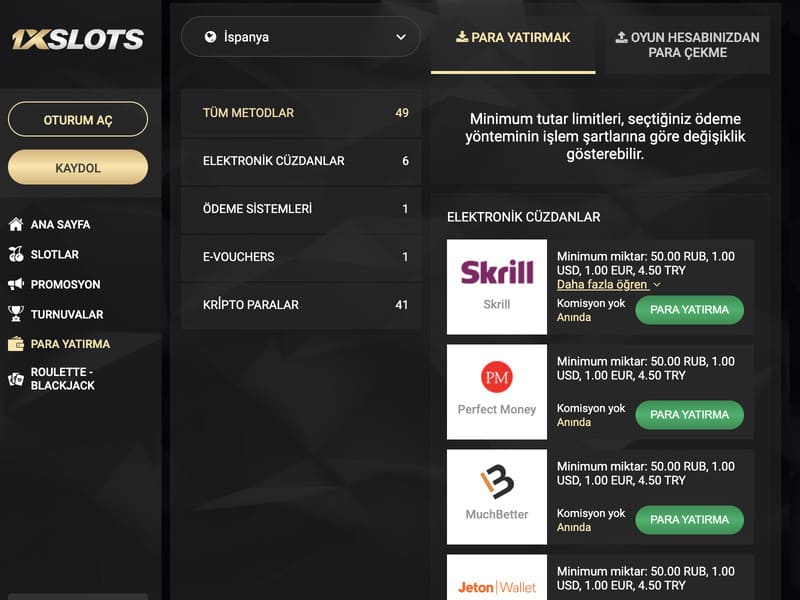 1XSLOTS
OTURUM AÇ
KAYDOL
ANA SAYFA
SLOTLAR
PROMOSYON
TURNUVALAR
PARA YATIRMA
ROULETTE -
BLACKJACK
İspanya
TÜM METODLAR 49
ELEKTRONİK CÜZDANLAR 6
ÖDEME SİSTEMLERİ 1
E-VOUCHERS 1
KRİPTO PARALAR 41
PARA YATIRMAK
OYUN HESABINIZDAN
PARA ÇEKME
Minimum tutar limitleri, seçtiğiniz ödeme
yönteminin işlem şartlarına göre değişiklik
gösterebilir.
ELEKTRONİK CÜZDANLAR
Skrill
Skrill
Minimum miktar: 50.00 RUB, 1.00
USD, 1.00 EUR, 4.50 TRY
Daha fazla öğren
Komisyon yok
Anında
PARA YATIRMA
PM
Perfect Money
Minimum miktar: 50.00 RUB, 1.00
USD, 1.00 EUR, 4.50 TRY
Komisyon yok
Anında
PARA YATIRMA
MuchBetter
Minimum miktar: 50.00 RUB, 1.00
USD, 1.00 EUR, 4.50 TRY
Komisyon yok
Anında
PARA YATIRMA
Jeton|Wallet
Minimum miktar: 50.00 RUB, 1.00
USD, 1.00 EUR, 4.50 TRY